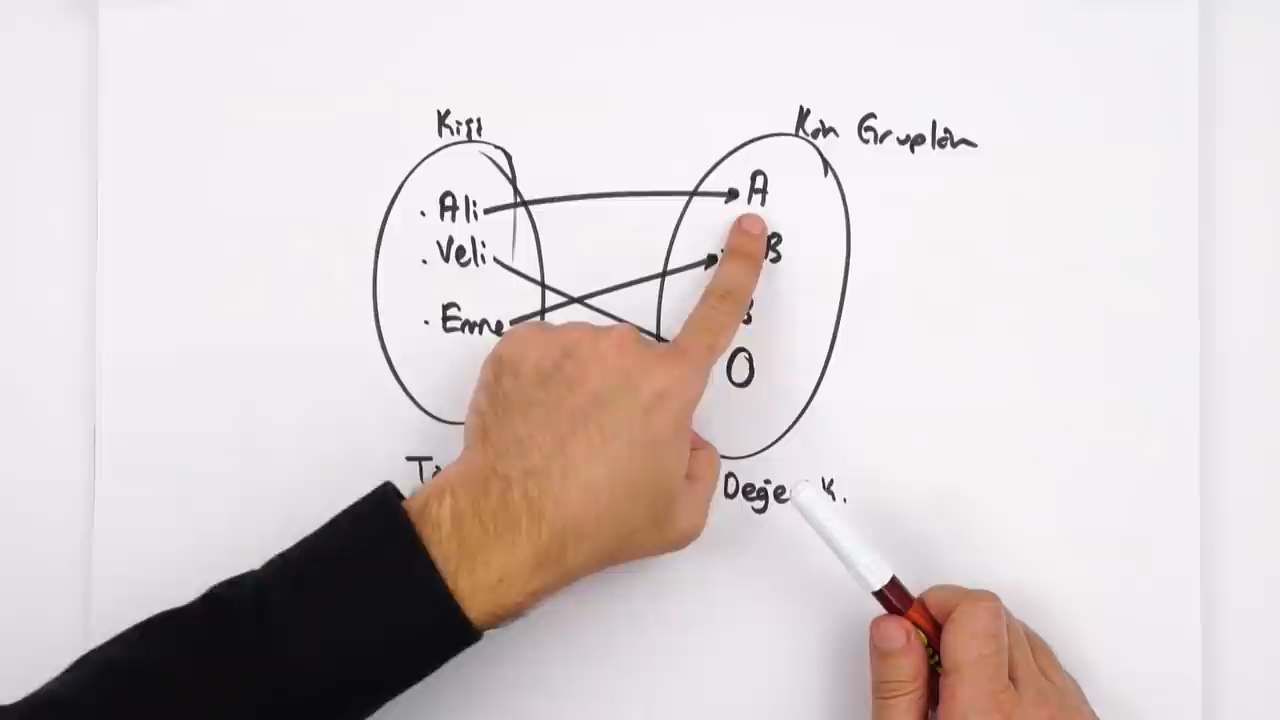 Kişi
Kan Grupları
. Ali
. Veli
. Emre
A
B
O
K.